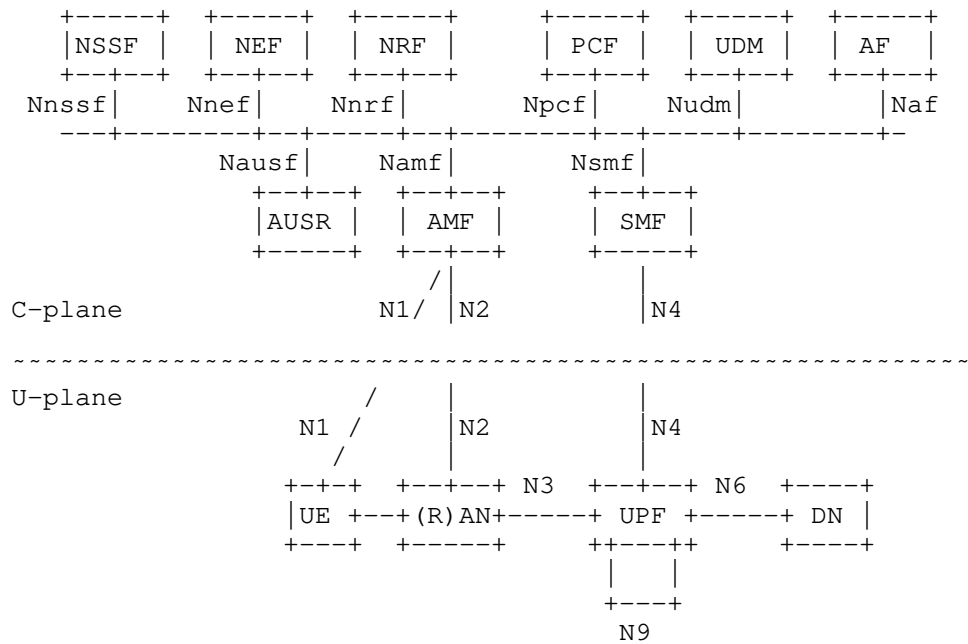 NSSF NEF NRF PCF UDM AF
Nnssf Nnef Nnrf Npcf Nudm Naf
Nausf Namf Nsmf
AUSR AMF SMF
C-plane N1 N2 N4
U-plane
N1 N2 N4
N3 N6
UE (R)AN UPF DN
N9